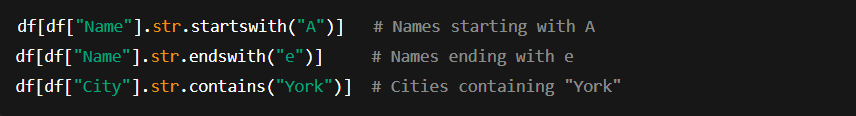 df[df["Name"].str.startswith("A")]   # Names starting with A
df[df["Name"].str.endswith("e")]     # Names ending with e
df[df["City"].str.contains("York")]  # Cities containing "York"